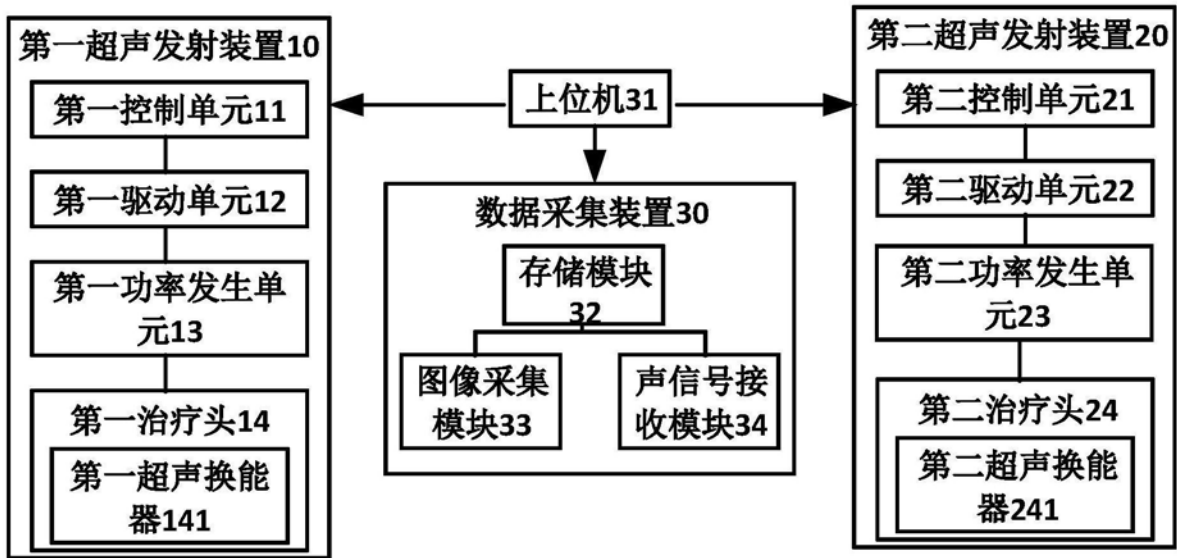 第一超声发射装置10
第一控制单元11
第一驱动单元12
第一功率发生单
元13
第一治疗头14
第一超声换能
器141
上位机31
数据采集装置30
存储模块
32
图像采集
模块33
声信号接
收模块34
第二超声发射装置20
第二控制单元21
第二驱动单元22
第二功率发生单
元23
第二治疗头24
第二超声换能
器241